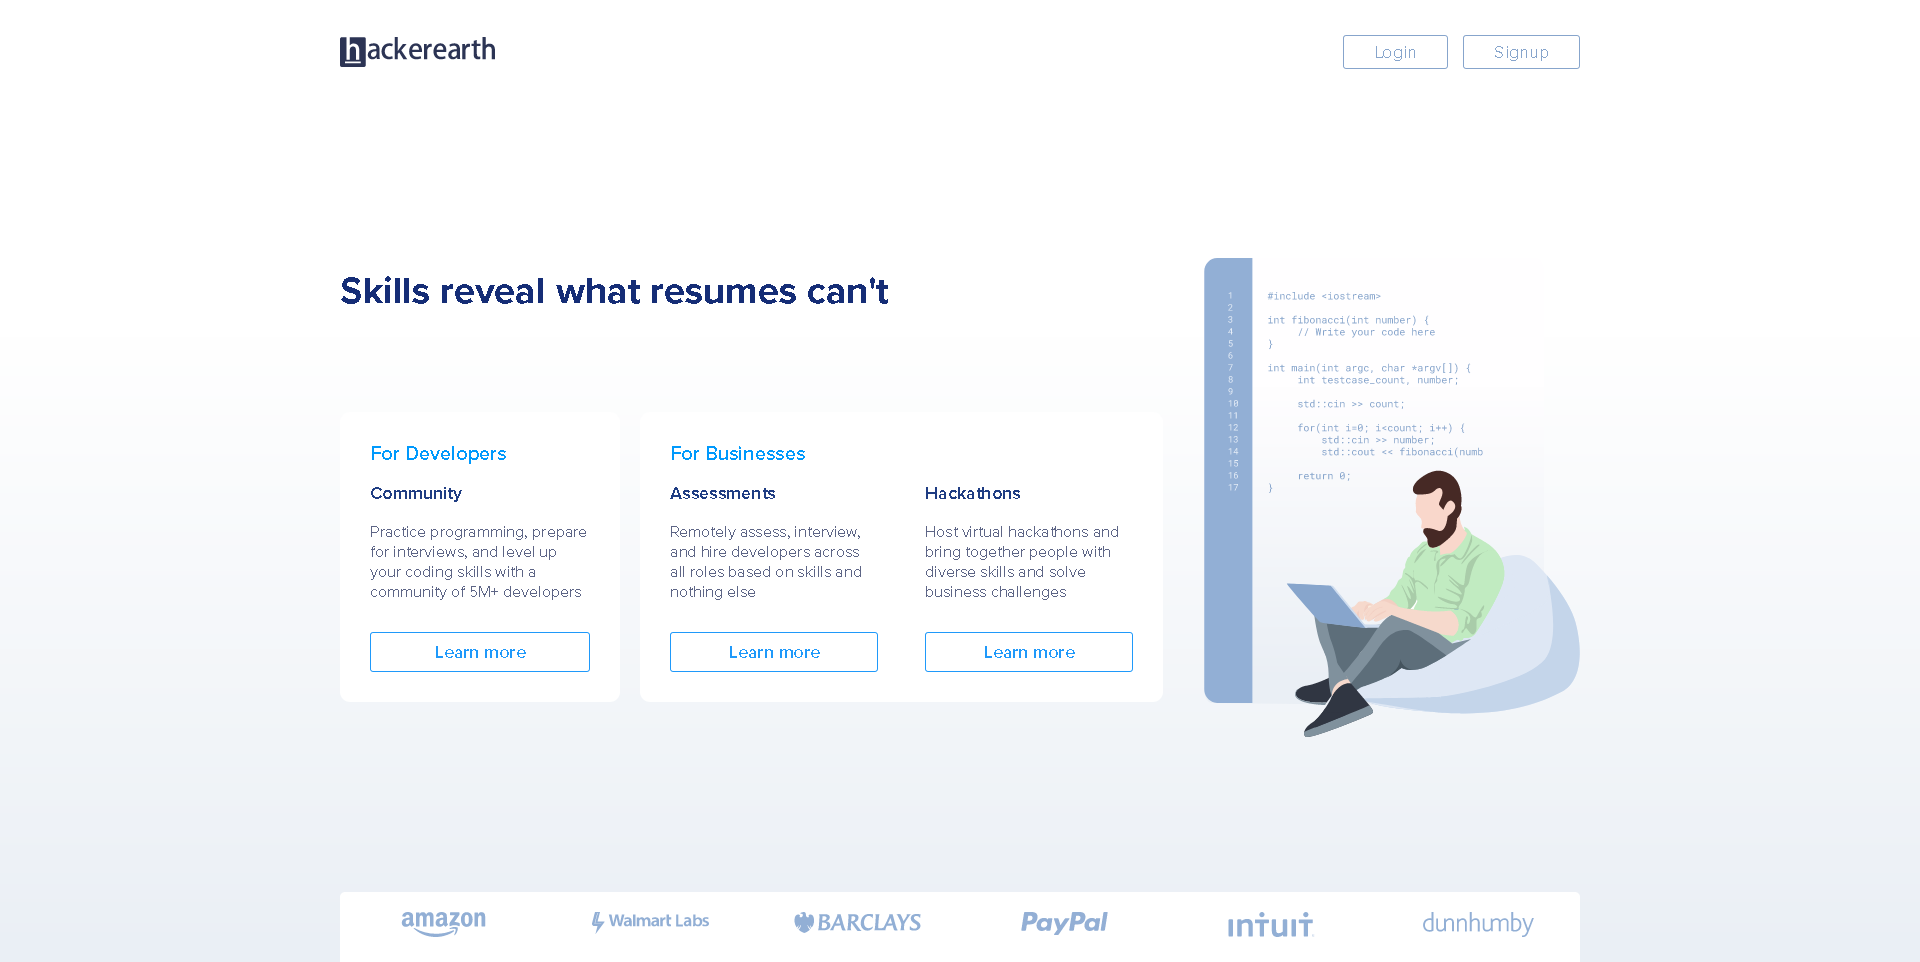 hackerearth
Login
Signup
Skills reveal what resumes can't
For Developers
Community
Practice programming, prepare
for interviews, and level up
your coding skills with a
community of 5M+ developers
Learn more
For Businesses
Assessments
Remotely assess, interview,
and hire developers across
all roles based on skills and
nothing else
Learn more
Hackathons
Host virtual hackathons and
bring together people with
diverse skills and solve
business challenges
Learn more
1 #include <iostream>
2
3 int fibonacci(int number) {
4 // Write your code here
5 }
6
7 int main(int argc, char *argv[]) {
8 int testcase_count, number;
9
10 std::cin >> count;
11
12 for(int i=0; i<count; i++) {
13 std::cin >> number;
14 std::cout << fibonacci(numb
15
16 return 0;
17 }
amazon
Walmart Labs
BARCLAYS
PayPal
intuit
dunnhumby